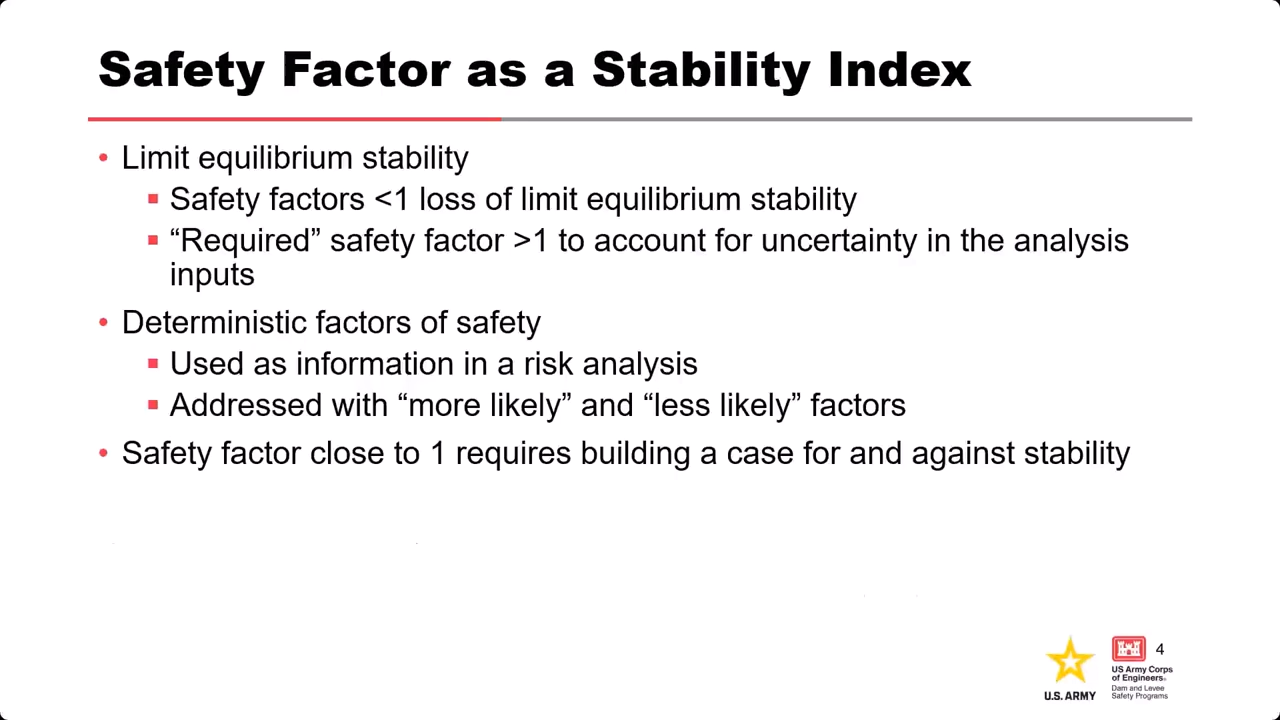 Safety Factor as a Stability Index
• Limit equilibrium stability
▪ Safety factors <1 loss of limit equilibrium stability
▪ “Required” safety factor >1 to account for uncertainty in the analysis
inputs
• Deterministic factors of safety
▪ Used as information in a risk analysis
▪ Addressed with “more likely” and “less likely” factors
• Safety factor close to 1 requires building a case for and against stability
4
U.S. ARMY
US Army Corps
of Engineers®
Dam and Levee
Safety Programs